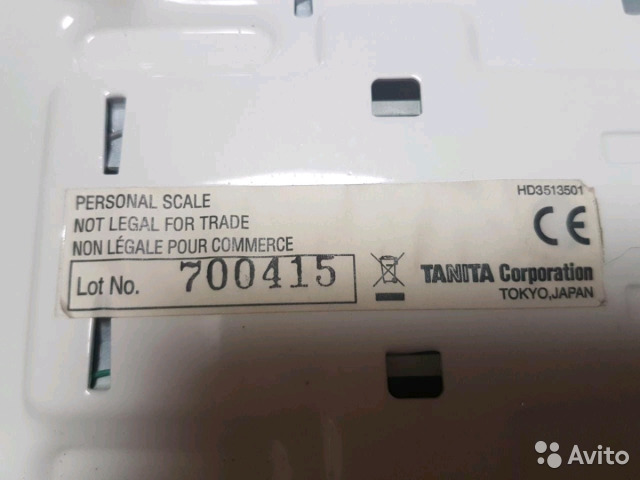 HD3513501
PERSONAL SCALE
NOT LEGAL FOR TRADE
NON LÉGALE POUR COMMERCE
Lot No. 700415
CE
TANITA Corporation
TOKYO,JAPAN
Avito